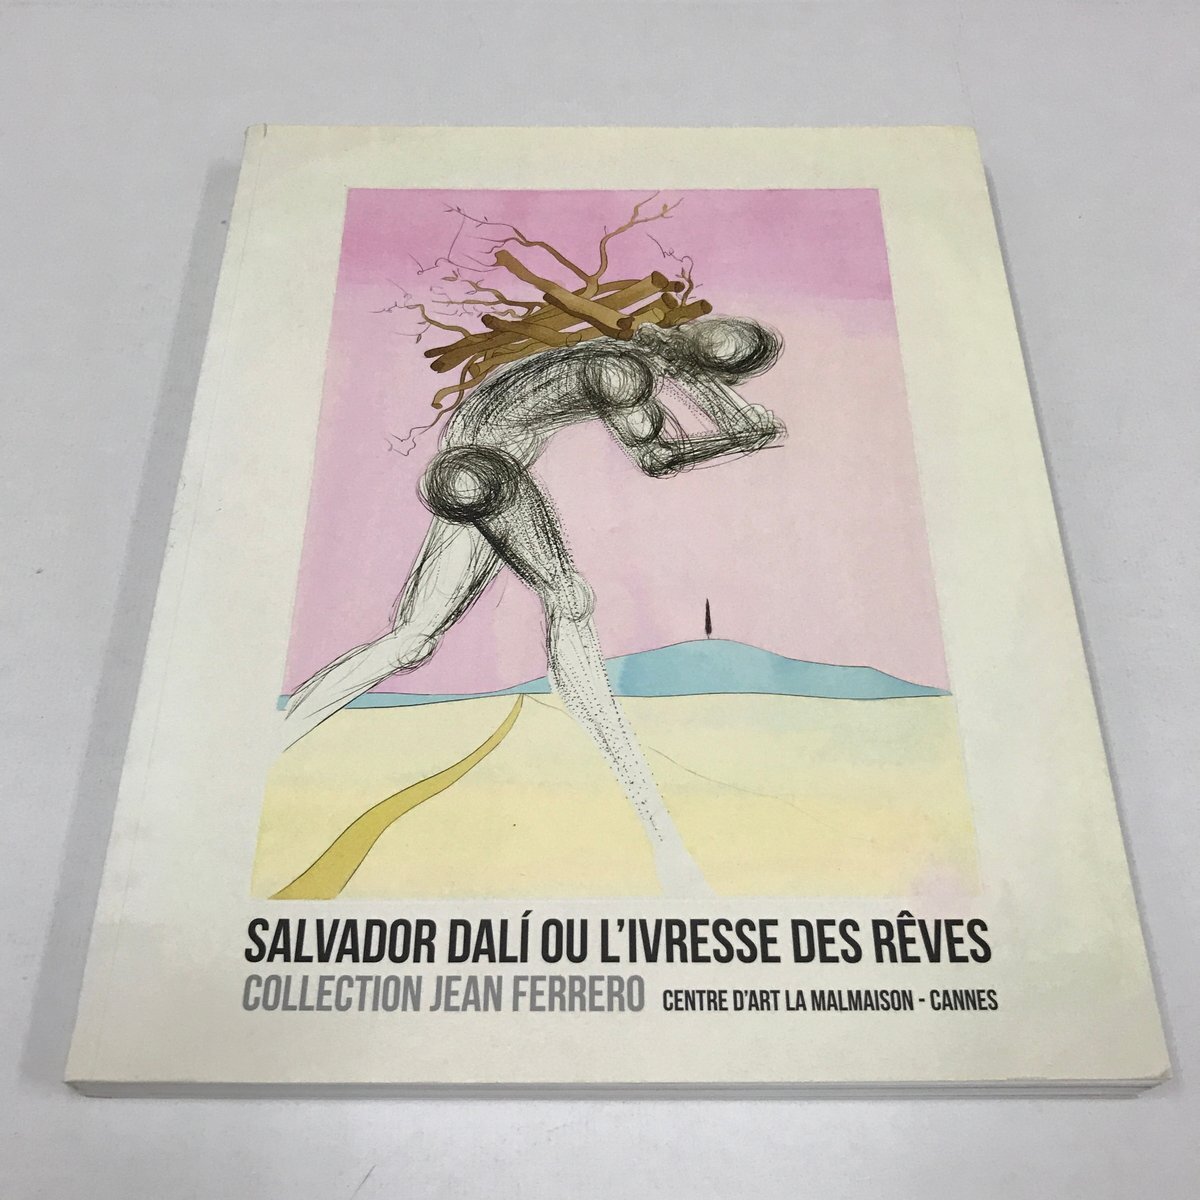 SALVADOR DALÍ OU L'IVRESSE DES RÊVES
COLLECTION JEAN FERRERO CENTRE D'ART LA MALMAISON - CANNES